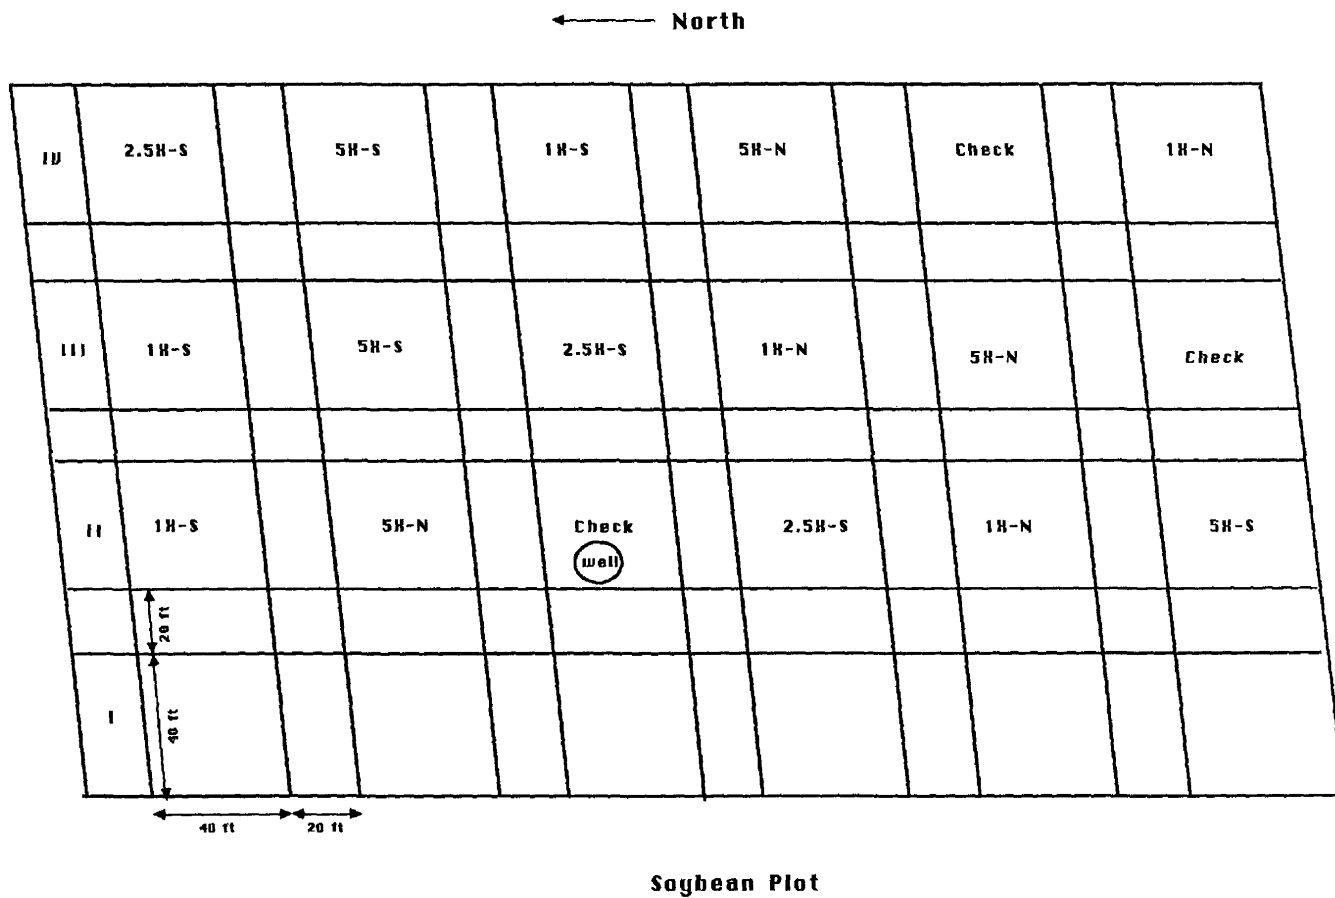 North
IV 2.5X-S 5X-S 1X-S 5X-N Check 1X-N
III 1X-S 5X-S 2.5X-S 1X-N 5X-N Check
II 1X-S 5X-N Check 2.5X-S 1X-N 5X-S
well
20 ft
I 40 ft
40 ft 20 ft
Soybean Plot